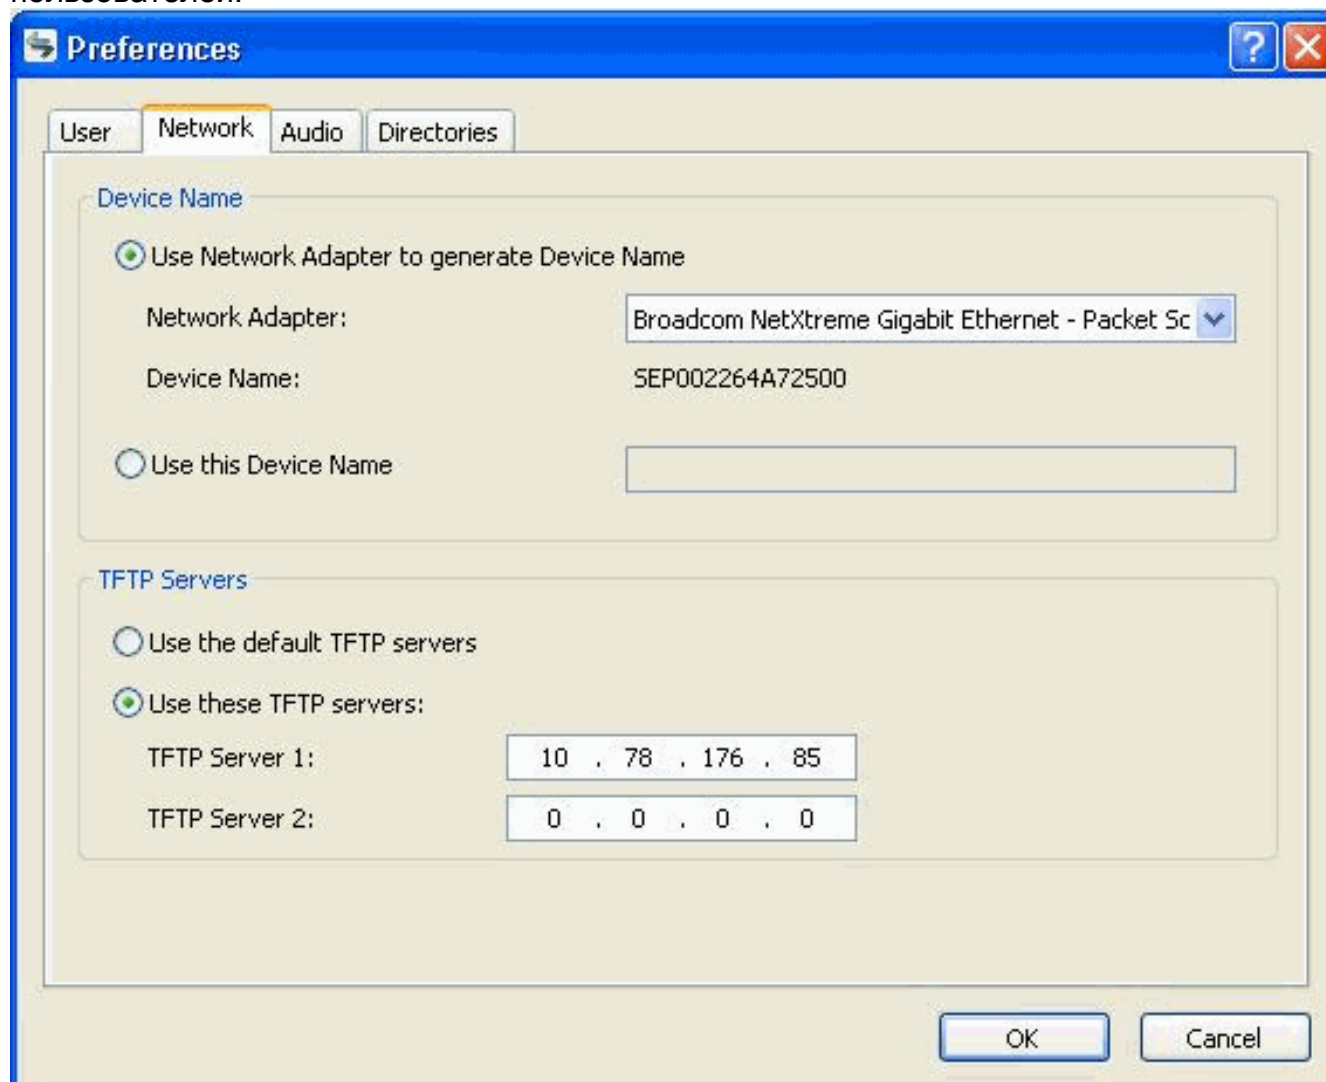 пользователей.
Preferences
User Network Audio Directories
Device Name
Use Network Adapter to generate Device Name
Network Adapter: Broadcom NetXtreme Gigabit Ethernet - Packet Sc
Device Name: SEP002264A72500
Use this Device Name
TFTP Servers
Use the default TFTP servers
Use these TFTP servers:
TFTP Server 1: 10 . 78 . 176 . 85
TFTP Server 2: 0 . 0 . 0 . 0
OK Cancel